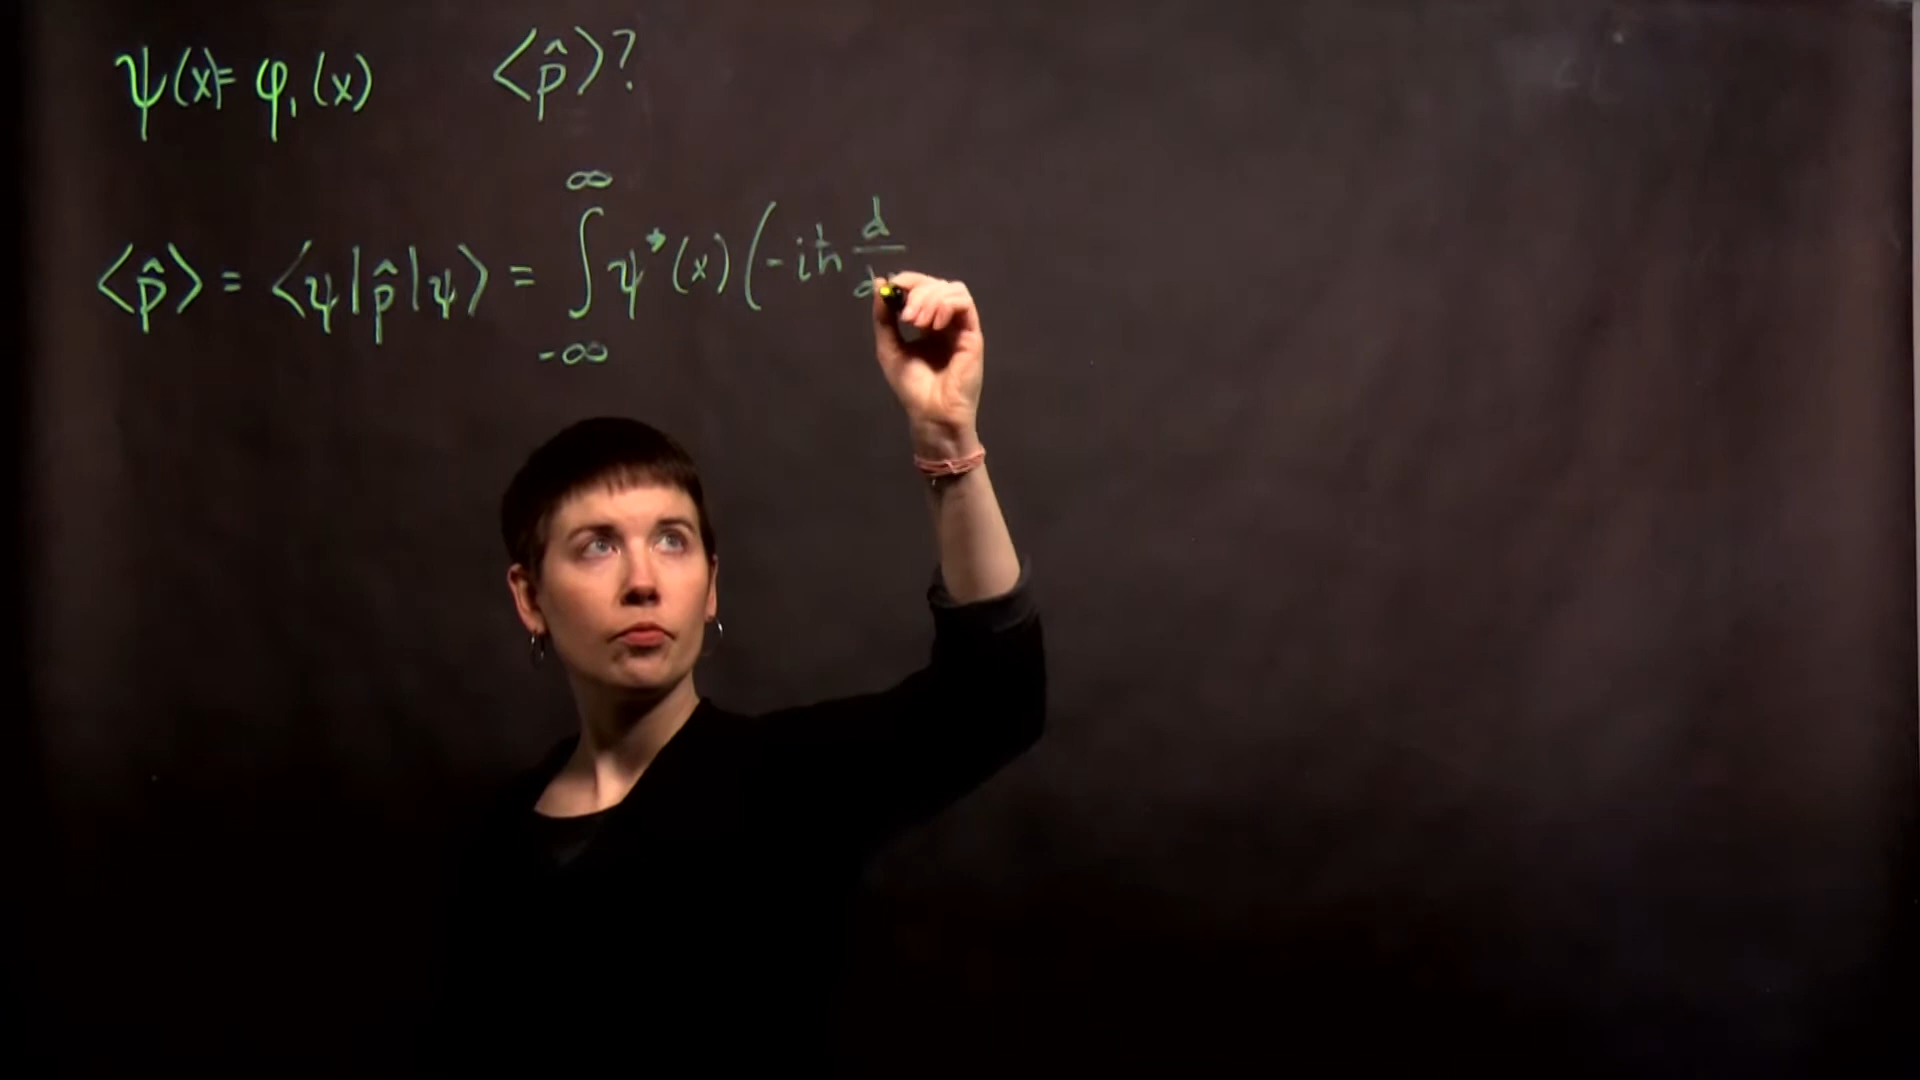 ψ(x)= φ₁(x) ⟨p̂⟩?
⟨p̂⟩ = ⟨ψ|p̂|ψ⟩ = ∫_{-∞}^{∞} ψ*(x) (-iħ d/d